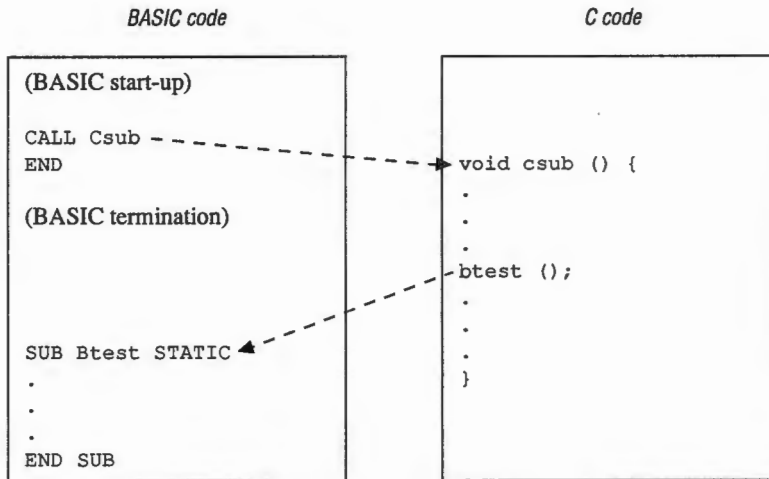 BASIC code
(BASIC start-up)
CALL Csub
END
(BASIC termination)
SUB Btest STATIC
.
.
.
END SUB
C code
void csub () {
.
.
.
btest ();
.
.
.
}